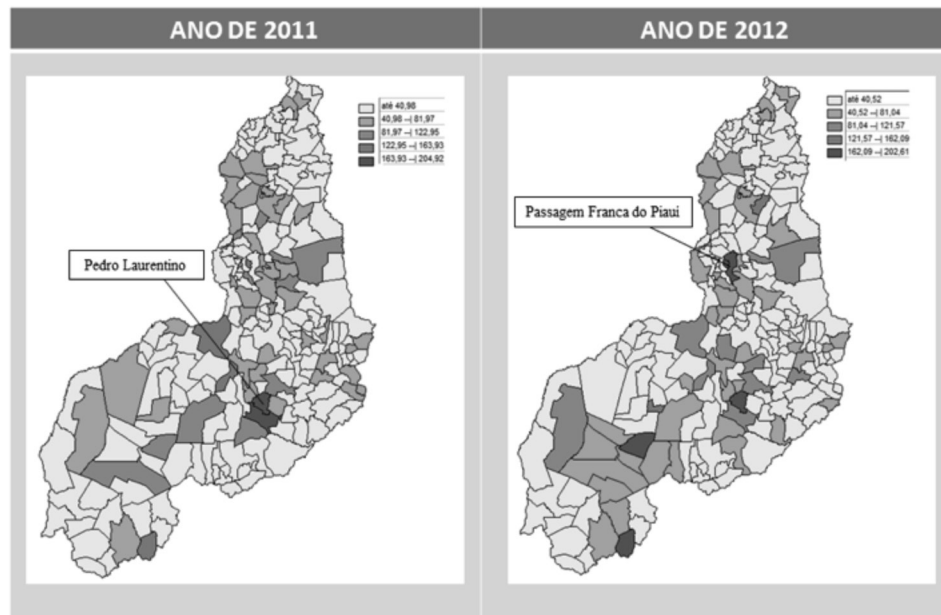 ANO DE 2011
ANO DE 2012
até 40,98
40,98 --| 81,97
81,97 --| 122,95
122,95 --| 163,93
163,93 --| 204,92
Pedro Laurentino
até 40,52
40,52 --| 81,04
81,04 --| 121,57
121,57 --| 162,09
162,09 --| 202,61
Passagem Franca do Piaui